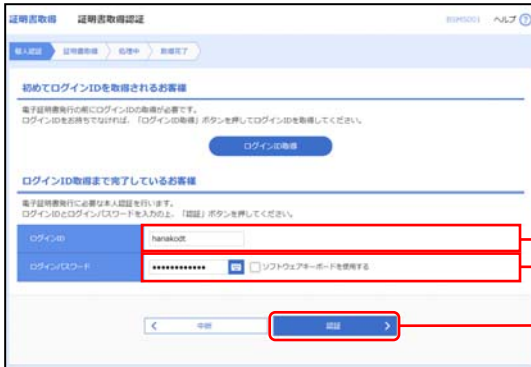 証明書取得 証明書取得認証
BSMS001 ヘルプ ?
個人認証 証明書取得 処理中 取得完了
初めてログインIDを取得されるお客様
電子証明書発行の前にログインIDの取得が必要です。
ログインIDをお持ちでなければ、「ログインID取得」ボタンを押してログインIDを取得してください。
ログインID取得
ログインID取得まで完了しているお客様
電子証明書発行に必要な本人認証を行います。
ログインIDとログインパスワードを入力の上、「認証」ボタンを押してください。
ログインID hanakodt
ログインパスワード ●●●●●●●●●●●● ソフトウェアキーボードを使用する
中断 認証